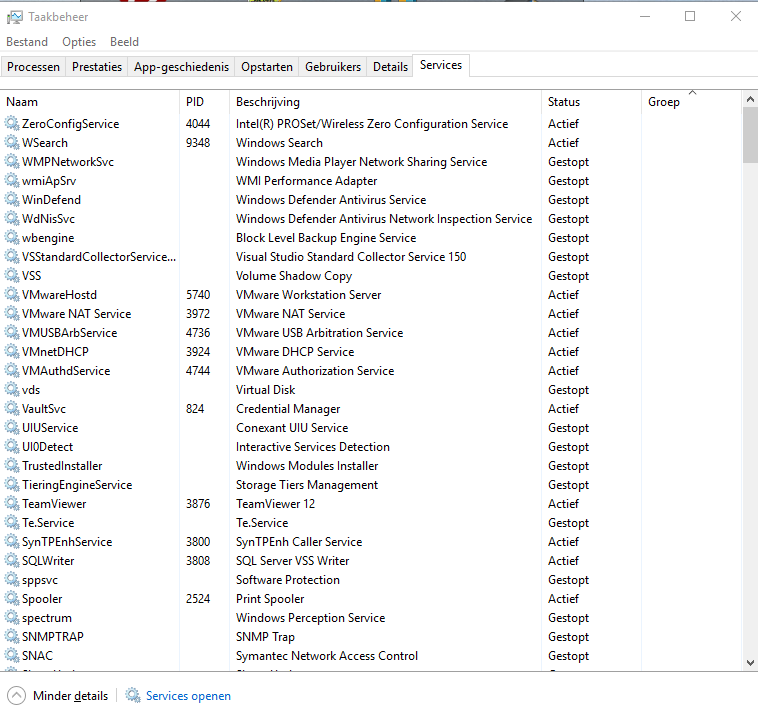 Taakbeheer
Bestand Opties Beeld
Processen Prestaties App-geschiedenis Opstarten Gebruikers Details Services
Naam PID Beschrijving Status Groep
ZeroConfigService 4044 Intel(R) PROSet/Wireless Zero Configuration Service Actief
WSearch 9348 Windows Search Actief
WMPNetworkSvc Windows Media Player Network Sharing Service Gestopt
wmiApSrv WMI Performance Adapter Gestopt
WinDefend Windows Defender Antivirus Service Gestopt
WdNisSvc Windows Defender Antivirus Network Inspection Service Gestopt
wbengine Block Level Backup Engine Service Gestopt
VSStandardCollectorService... Visual Studio Standard Collector Service 150 Gestopt
VSS Volume Shadow Copy Gestopt
VMwareHostd 5740 VMware Workstation Server Actief
VMware NAT Service 3972 VMware NAT Service Actief
VMUSBArbService 4736 VMware USB Arbitration Service Actief
VMnetDHCP 3924 VMware DHCP Service Actief
VMAuthdService 4744 VMware Authorization Service Actief
vds Virtual Disk Gestopt
VaultSvc 824 Credential Manager Actief
UIUService Conexant UIU Service Gestopt
UI0Detect Interactive Services Detection Gestopt
TrustedInstaller Windows Modules Installer Gestopt
TieringEngineService Storage Tiers Management Gestopt
TeamViewer 3876 TeamViewer 12 Actief
Te.Service Te.Service Gestopt
SynTPEnhService 3800 SynTPEnh Caller Service Actief
SQLWriter 3808 SQL Server VSS Writer Actief
sppsvc Software Protection Gestopt
Spooler 2524 Print Spooler Actief
spectrum Windows Perception Service Gestopt
SNMPTRAP SNMP Trap Gestopt
SNAC Symantec Network Access Control Gestopt
Minder details Services openen